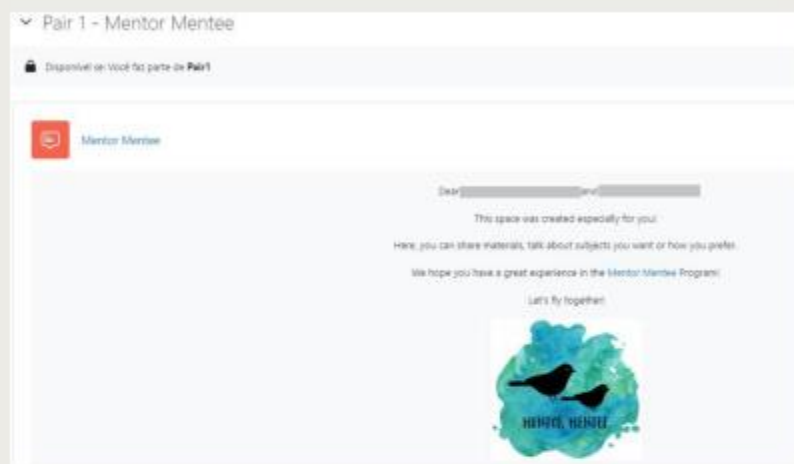 Pair 1 - Mentor Mentee
Disponível se: Você faz parte de Pair1
Mentor Mentee
Dear and
This space was created especially for you!
Here, you can share materials, talk about subjects you want or how you prefer.
We hope you have a great experience in the Mentor Mentee Program!
Let's fly together!
MENTOR, MENTEE